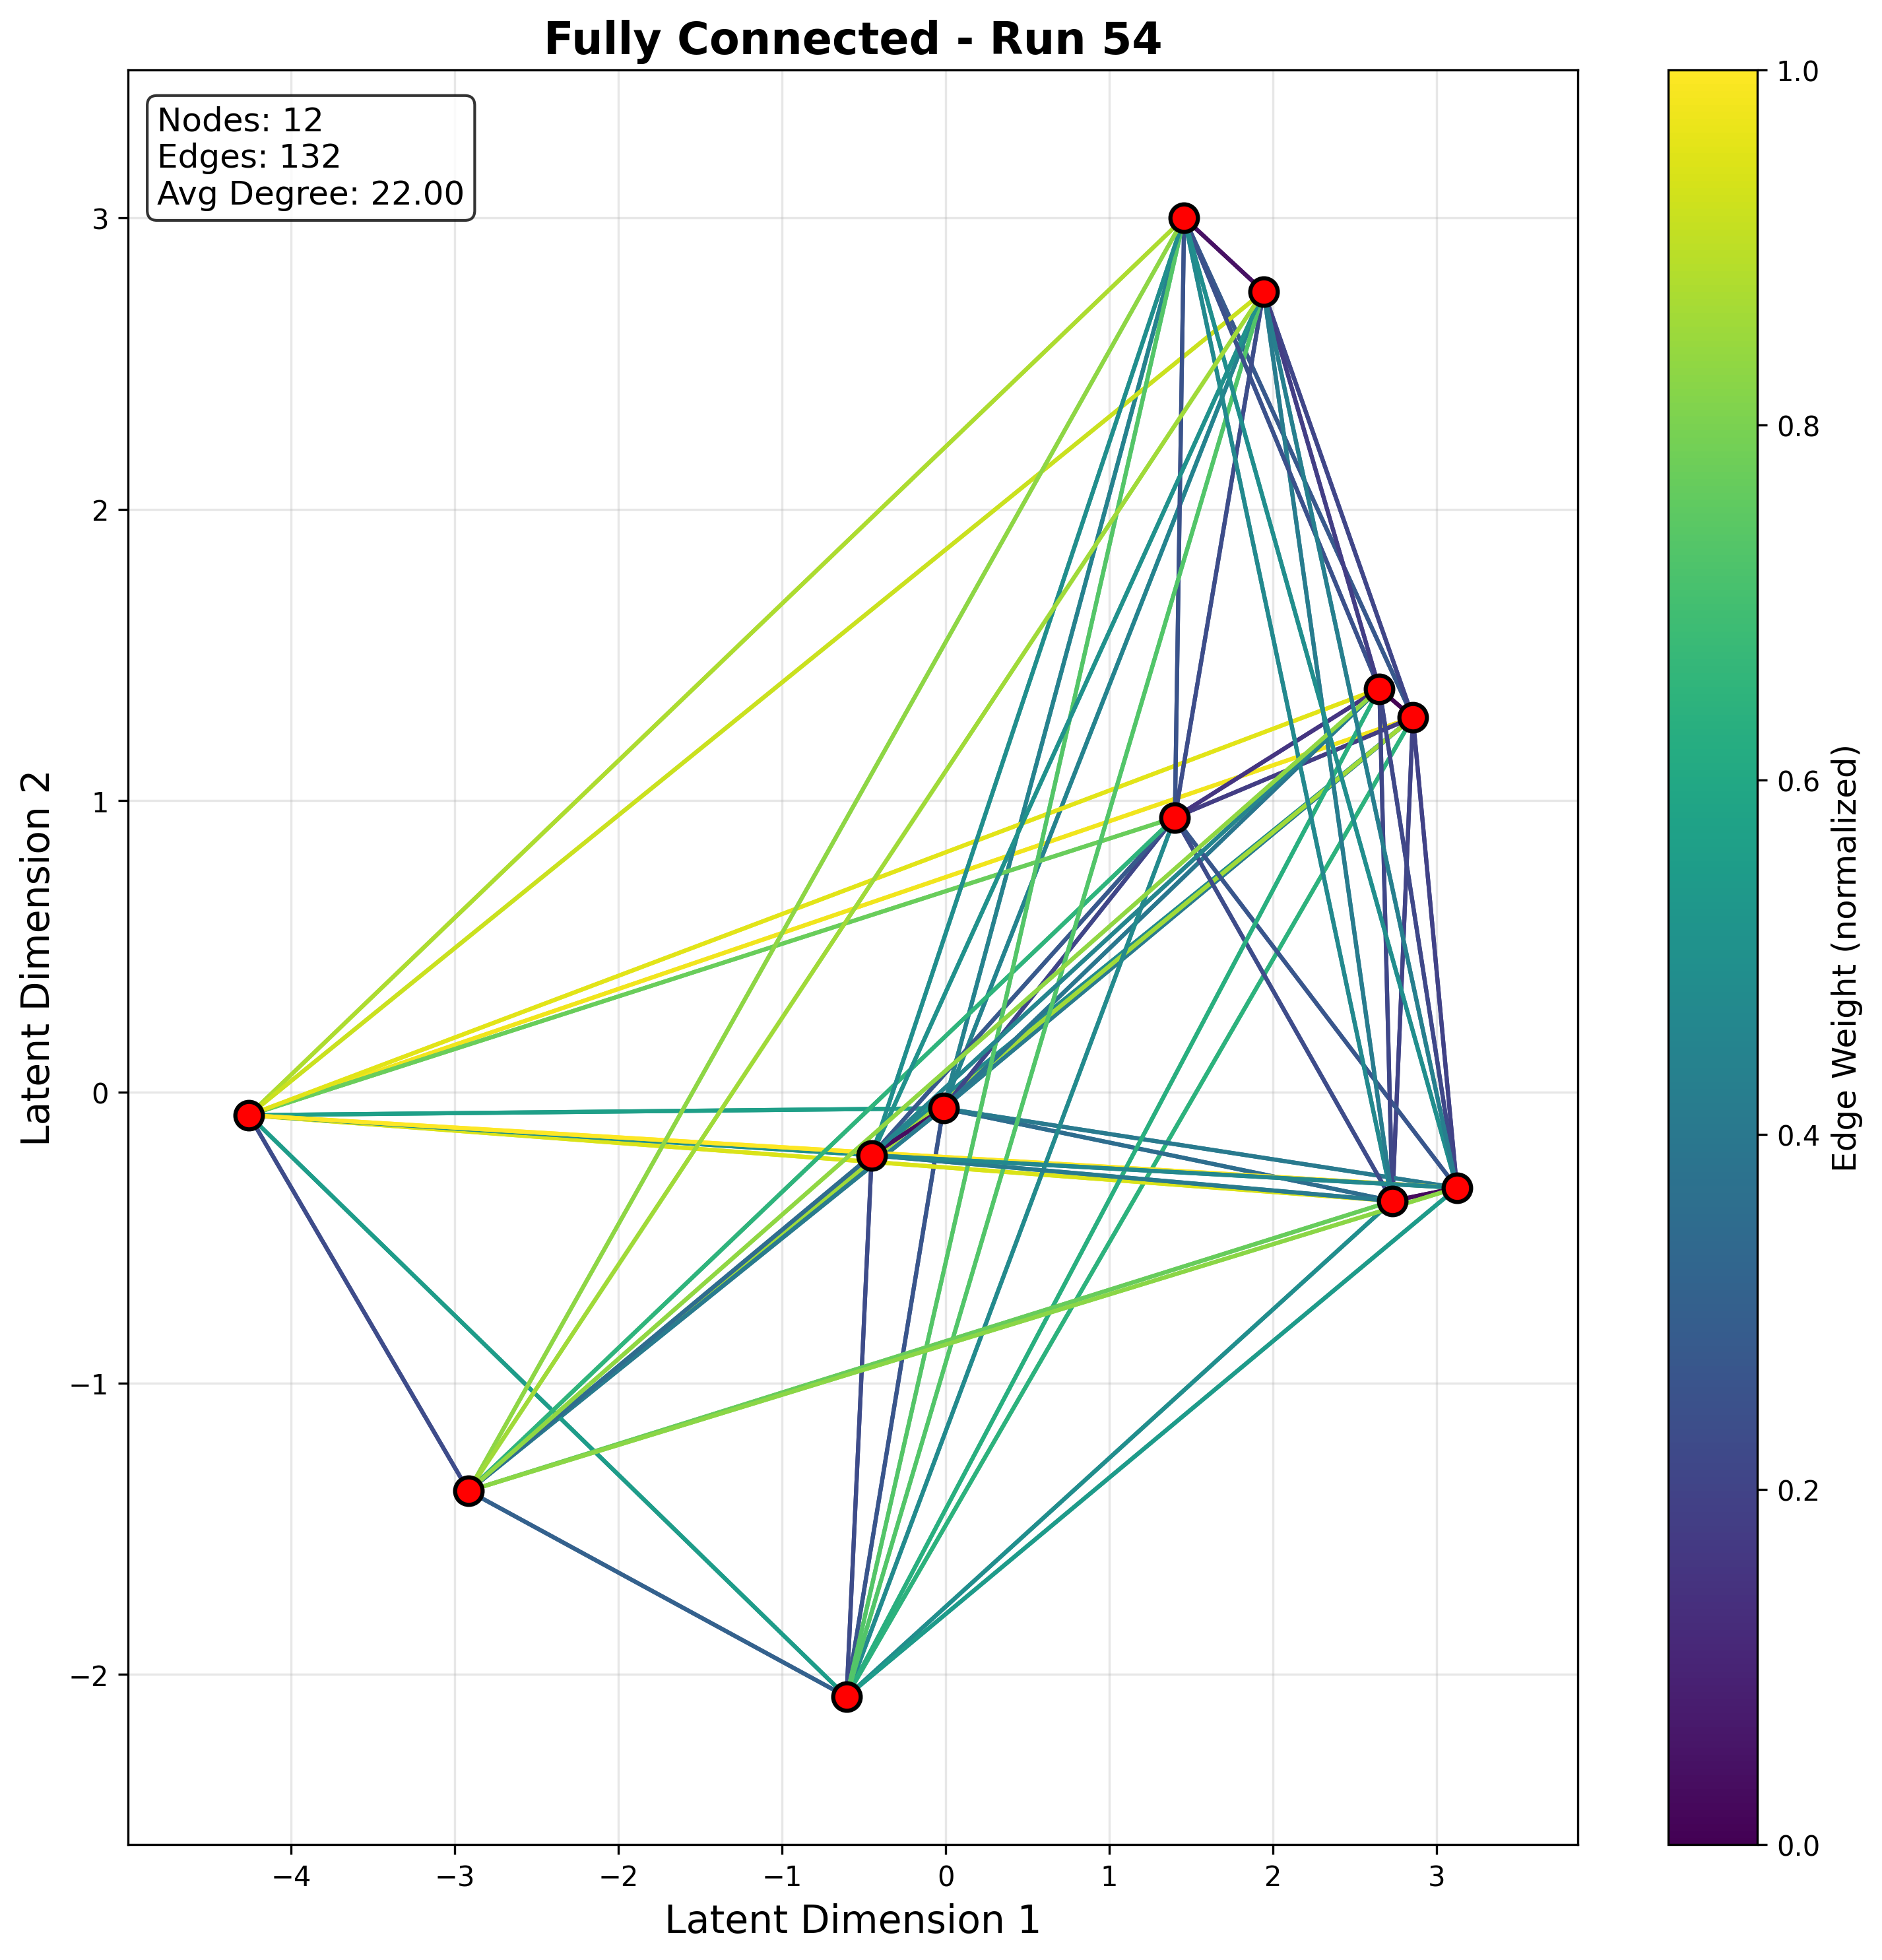 Fully Connected - Run 54
Nodes: 12
Edges: 132
Avg Degree: 22.00
3
2
1
0
−1
−2
−4
−3
−2
−1
0
1
2
3
Latent Dimension 1
Latent Dimension 2
1.0
0.8
0.6
0.4
0.2
0.0
Edge Weight (normalized)